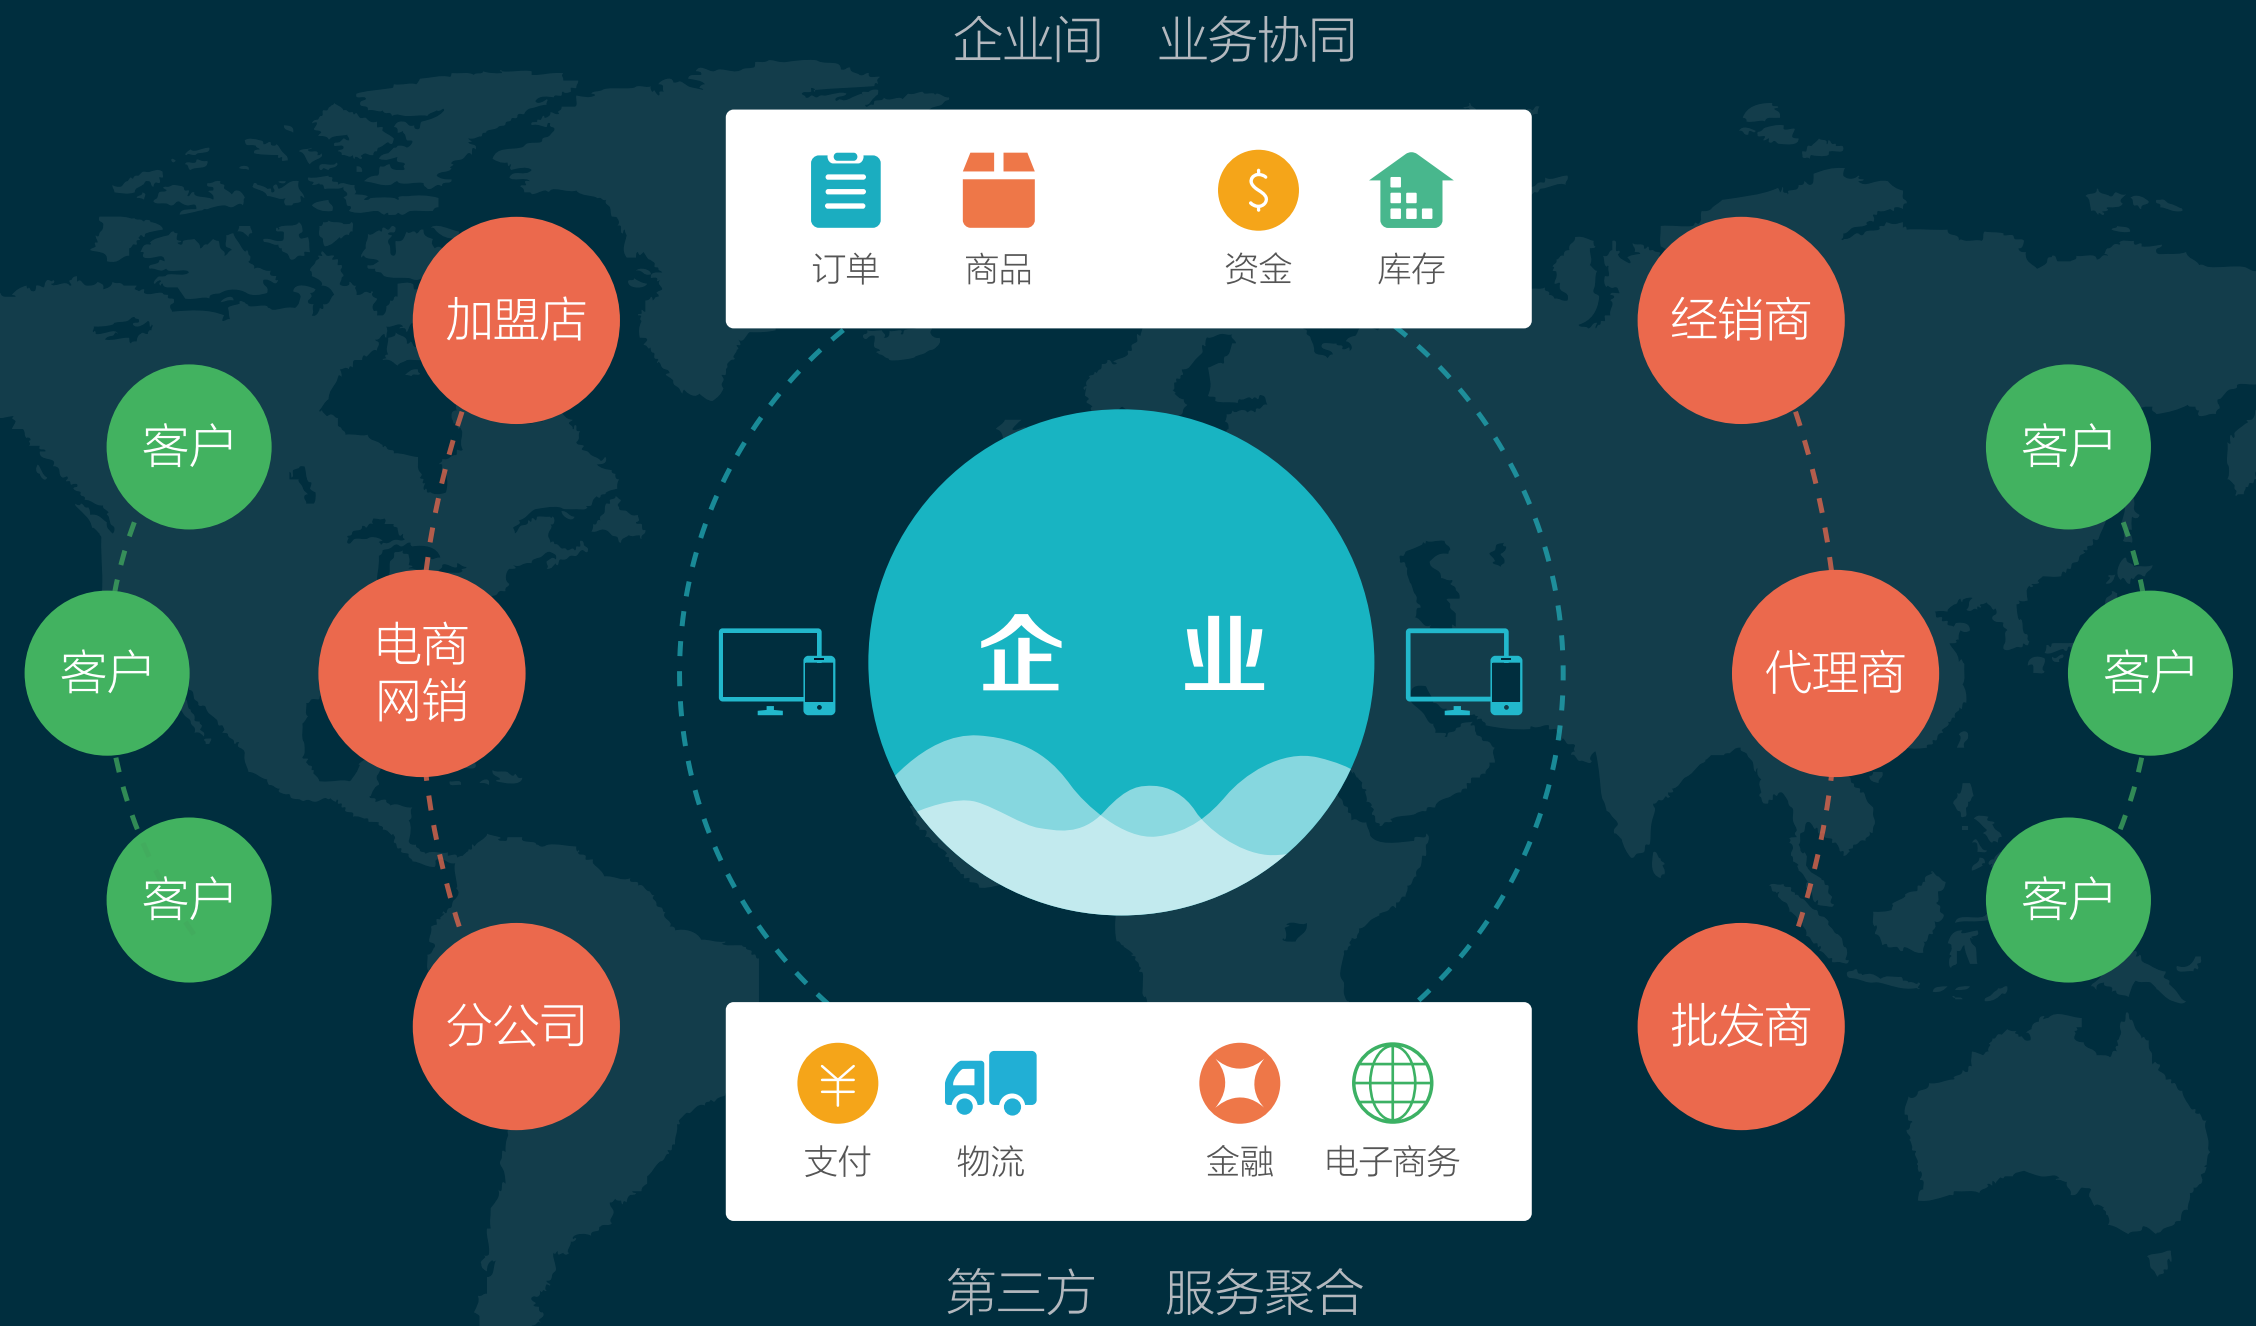 企业间 业务协同
订单 商品 资金 库存
加盟店
经销商
客户
客户
企 业
电商
网销
代理商
客户
客户
客户
客户
分公司
批发商
支付 物流 金融 电子商务
第三方 服务聚合